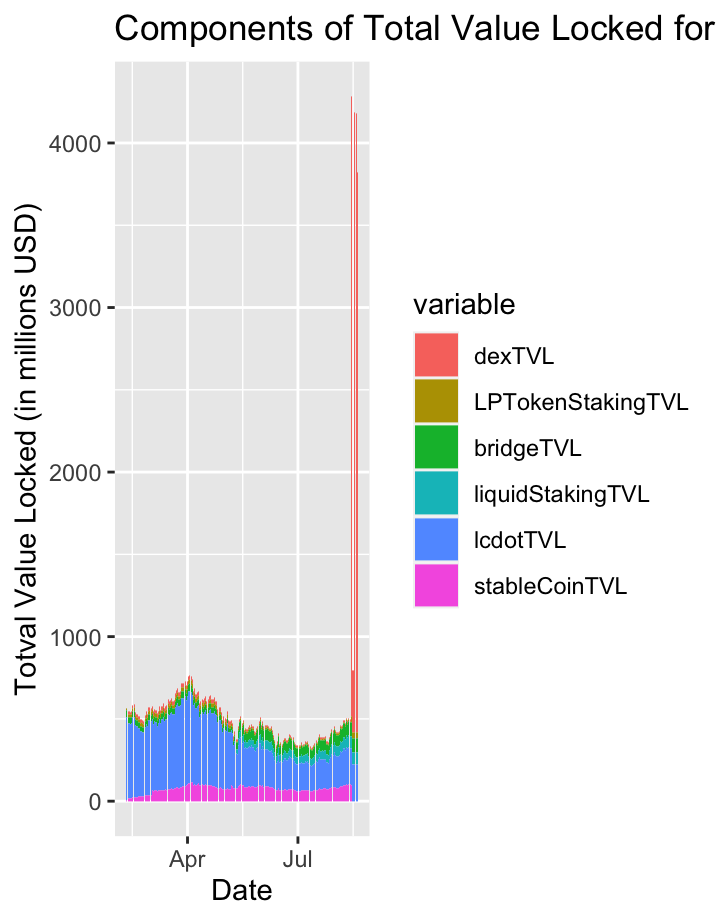 Components of Total Value Locked for
Totval Value Locked (in millions USD)
4000
3000
2000
1000
0
Apr
Jul
Date
variable
dexTVL
LPTokenStakingTVL
bridgeTVL
liquidStakingTVL
lcdotTVL
stableCoinTVL